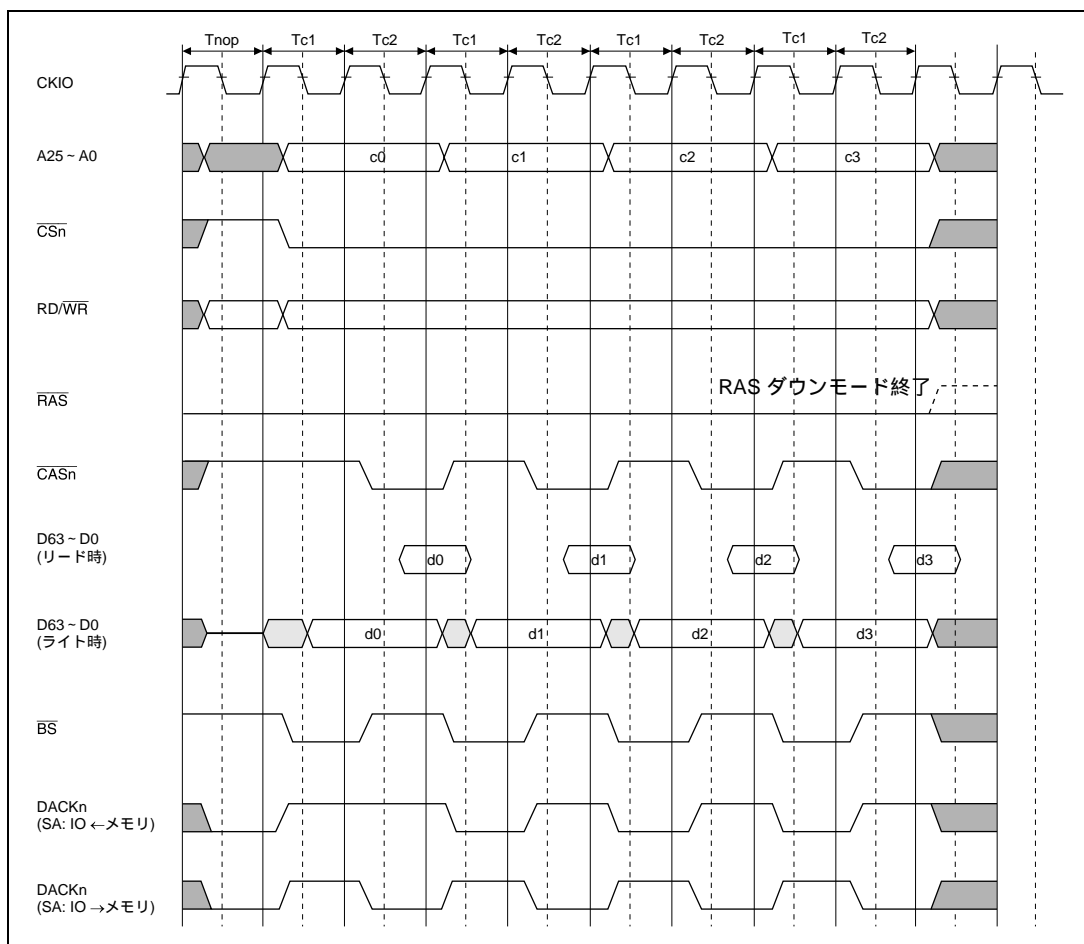 Tnop Tc1 Tc2 Tc1 Tc2 Tc1 Tc2 Tc1 Tc2
CKIO
A25 ~ A0
c0 c1 c2 c3
CSn
RD/WR
RAS ダウンモード終了
RAS
CASn
D63 ~ D0
(リード時)
d0 d1 d2 d3
D63 ~ D0
(ライト時)
d0 d1 d2 d3
BS
DACKn
(SA: IO ←メモリ)
DACKn
(SA: IO →メモリ)